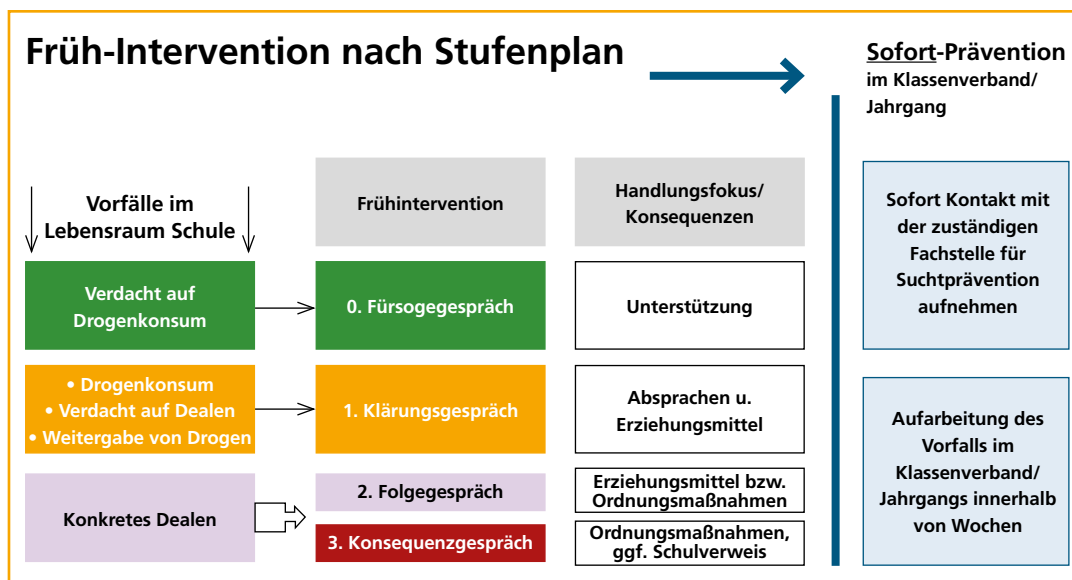 Früh-Intervention nach Stufenplan
Sofort-Prävention
im Klassenverband/
Jahrgang
Vorfälle im
Lebensraum Schule
Frühintervention
Handlungsfokus/
Konsequenzen
Verdacht auf
Drogenkonsum
0. Fürsogegespräch
Unterstützung
• Drogenkonsum
• Verdacht auf Dealen
• Weitergabe von Drogen
1. Klärungsgespräch
Absprachen u.
Erziehungsmittel
Konkretes Dealen
2. Folgegespräch
Erziehungsmittel bzw.
Ordnungsmaßnahmen
3. Konsequenzgespräch
Ordnungsmaßnahmen,
ggf. Schulverweis
Sofort Kontakt mit
der zuständigen
Fachstelle für
Suchtprävention
aufnehmen
Aufarbeitung des
Vorfalls im
Klassenverband/
Jahrgangs innerhalb
von Wochen